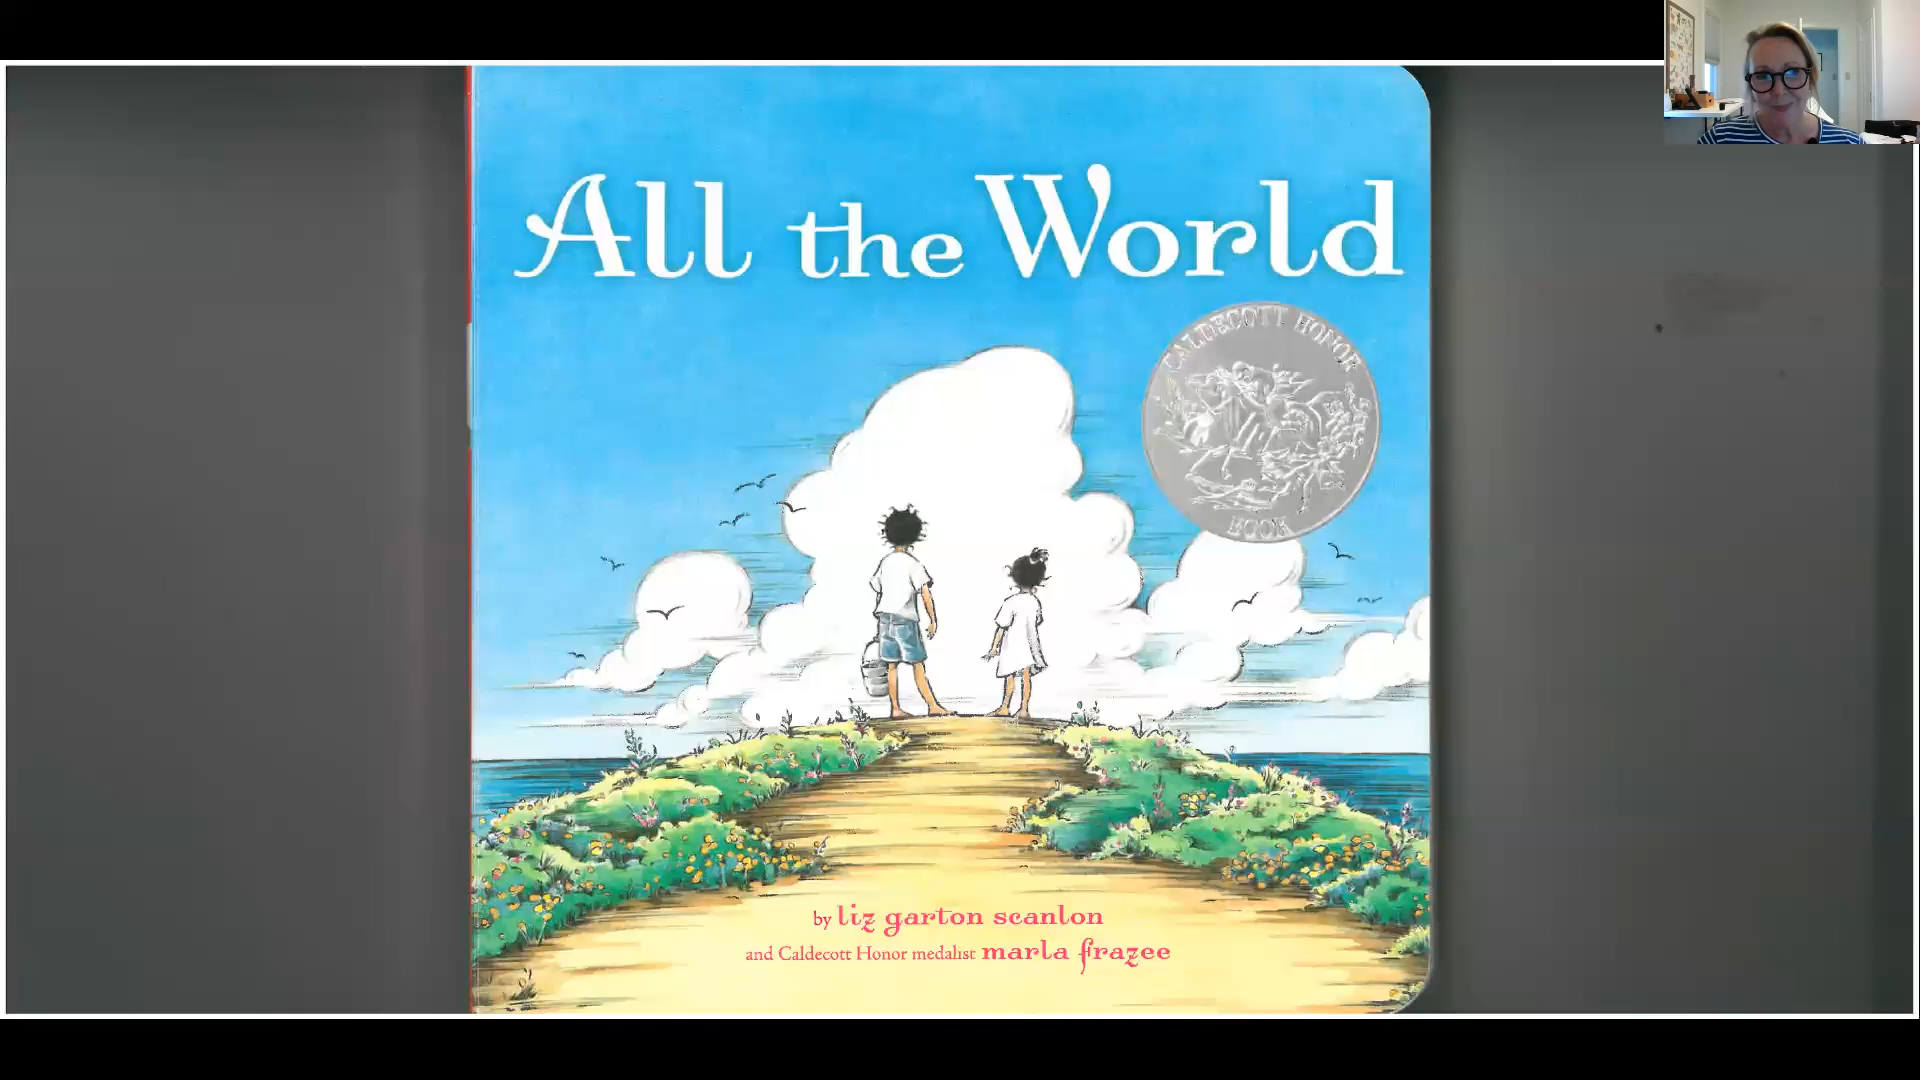 All the World
CALDECOTT HONOR
BOOK
by liz garton scanlon
and Caldecott Honor medalist marla frazee